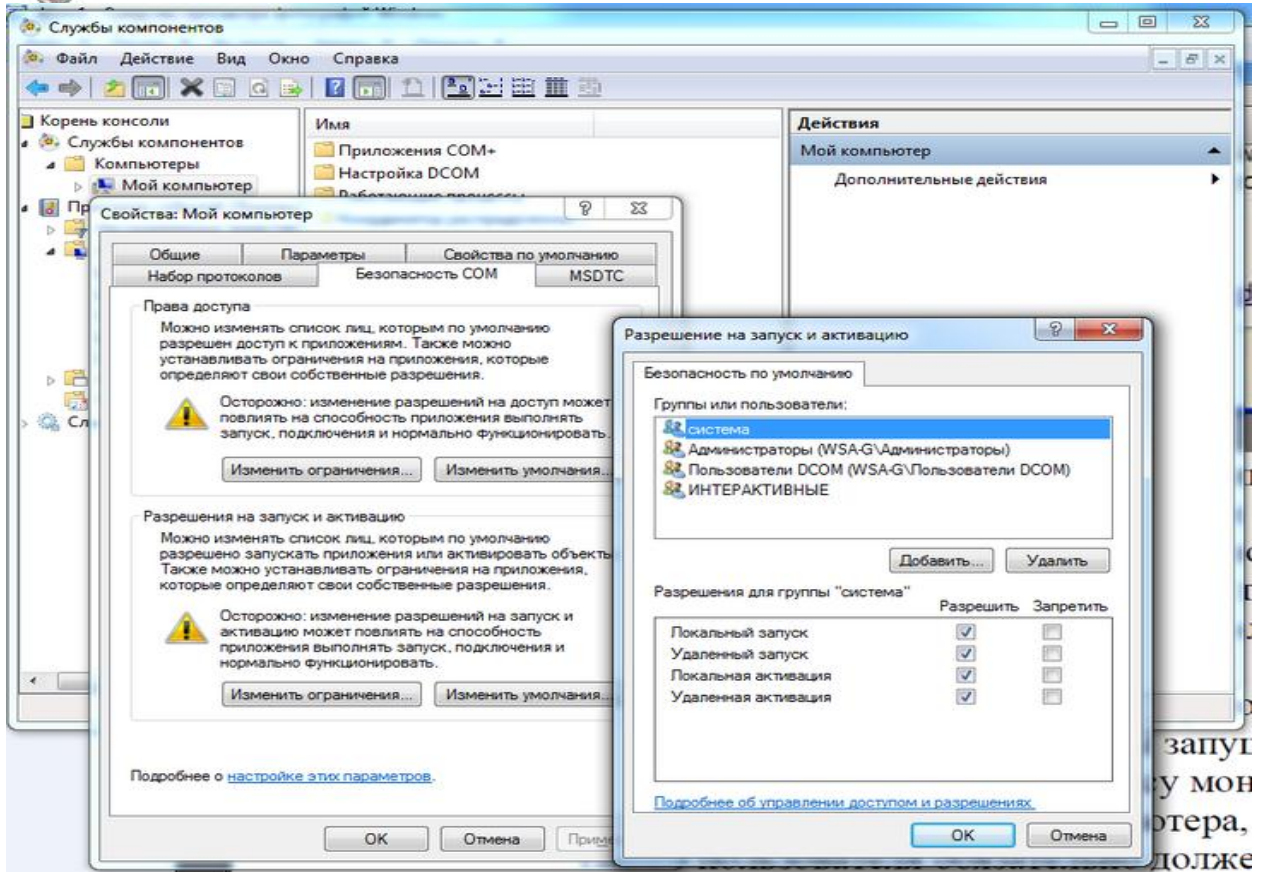 Службы компонентов
Файл Действие Вид Окно Справка
Корень консоли
Службы компонентов
Компьютеры
Мой компьютер
Пр
Сл
Имя
Приложения COM+
Настройка DCOM
Работающие процессы
Действия
Мой компьютер
Дополнительные действия
Свойства: Мой компьютер
Общие Параметры Свойства по умолчанию
Набор протоколов Безопасность COM MSDTC
Права доступа
Можно изменять список лиц, которым по умолчанию
разрешен доступ к приложениям. Также можно
устанавливать ограничения на приложения, которые
определяют свои собственные разрешения.
Осторожно: изменение разрешений на доступ может
повлиять на способность приложения выполнять
запуск, подключения и нормально функционировать.
Изменить ограничения... Изменить умолчания...
Разрешения на запуск и активацию
Можно изменять список лиц, которым по умолчанию
разрешено запускать приложения или активировать объекты
Также можно устанавливать ограничения на приложения,
которые определяют свои собственные разрешения.
Осторожно: изменение разрешений на запуск и
активацию может повлиять на способность
приложения выполнять запуск, подключения и
нормально функционировать.
Изменить ограничения... Изменить умолчания...
Подробнее о настройке этих параметров.
OK Отмена Приме
Разрешение на запуск и активацию
Безопасность по умолчанию
Группы или пользователи:
система
Администраторы (WSA-G\Администраторы)
Пользователи DCOM (WSA-G\Пользователи DCOM)
ИНТЕРАКТИВНЫЕ
Добавить... Удалить
Разрешения для группы "система"
Разрешить Запретить
Локальный запуск
Удаленный запуск
Локальная активация
Удаленная активация
Подробнее об управлении доступом и разрешениях
OK Отмена
запущ
су мон
ютера,
должe